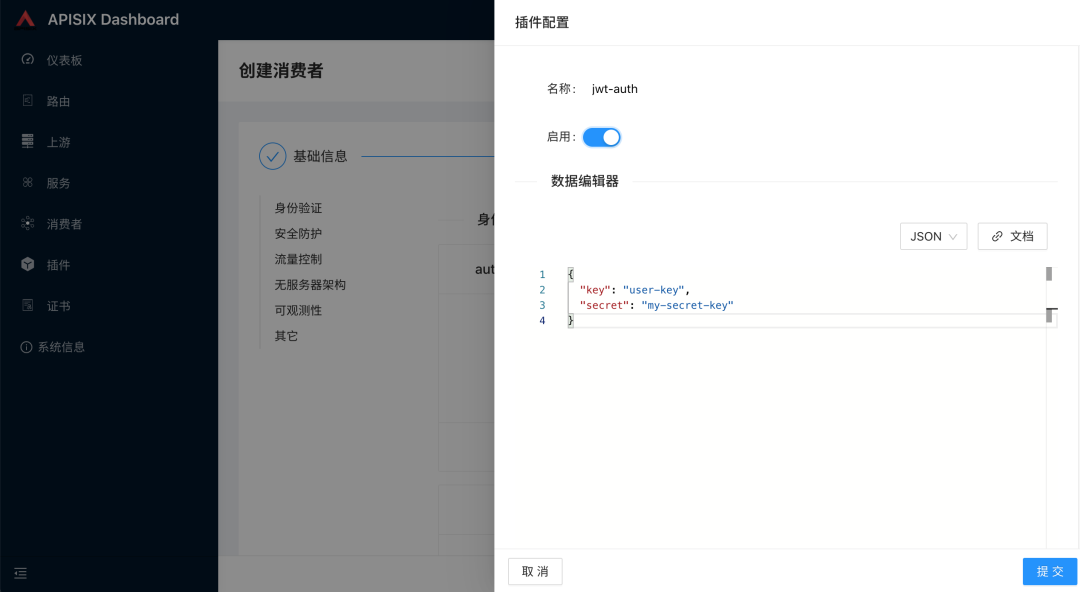 APISIX Dashboard
仪表板
路由
上游
服务
消费者
插件
证书
系统信息
创建消费者
基础信息
身份验证
安全防护
流量控制
无服务器架构
可观测性
其它
身
aut
插件配置
名称： jwt-auth
启用：
数据编辑器
JSON
文档
1 {
2 "key": "user-key",
3 "secret": "my-secret-key"
4 }
取 消
提 交